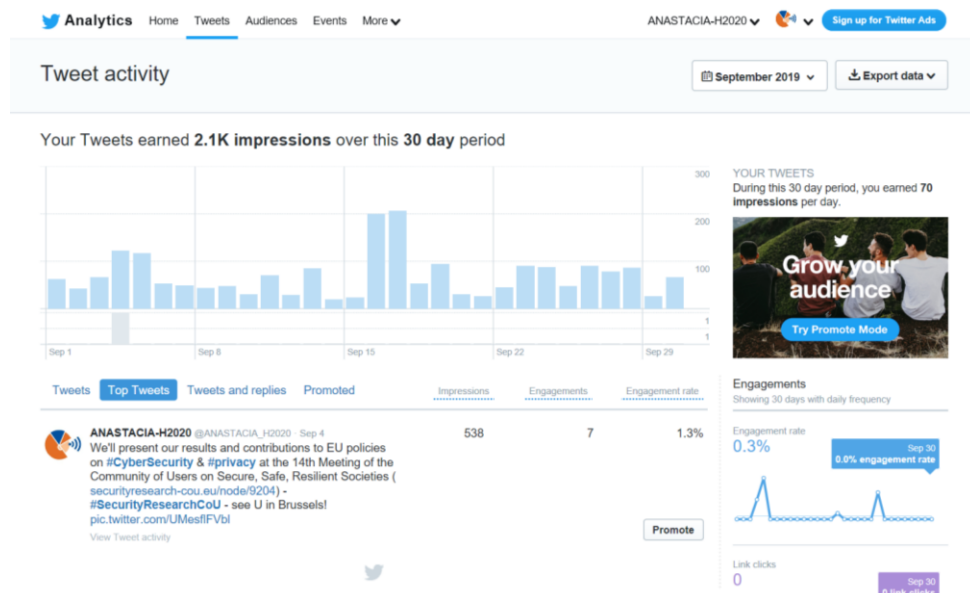 Analytics Home Tweets Audiences Events More ANASTACIA-H2020 Sign up for Twitter Ads
Tweet activity
September 2019 Export data
Your Tweets earned 2.1K impressions over this 30 day period
300
200
100
1
1
Sep 1 Sep 8 Sep 15 Sep 22 Sep 29
YOUR TWEETS
During this 30 day period, you earned 70
impressions per day.
Grow your
audience
Try Promote Mode
Tweets Top Tweets Tweets and replies Promoted Impressions Engagements Engagement rate
ANASTACIA-H2020 @ANASTACIA_H2020 · Sep 4 538 7 1.3%
We'll present our results and contributions to EU policies
on #CyberSecurity & #privacy at the 14th Meeting of the
Community of Users on Secure, Safe, Resilient Societies (
securityresearch-cou.eu/node/9204) -
#SecurityResearchCoU - see U in Brussels!
pic.twitter.com/UMesflFVbl
View Tweet activity
Promote
Engagements
Showing 30 days with daily frequency
Engagement rate
0.3%
Sep 30
0.0% engagement rate
Link clicks
0
Sep 30
0 link clicks